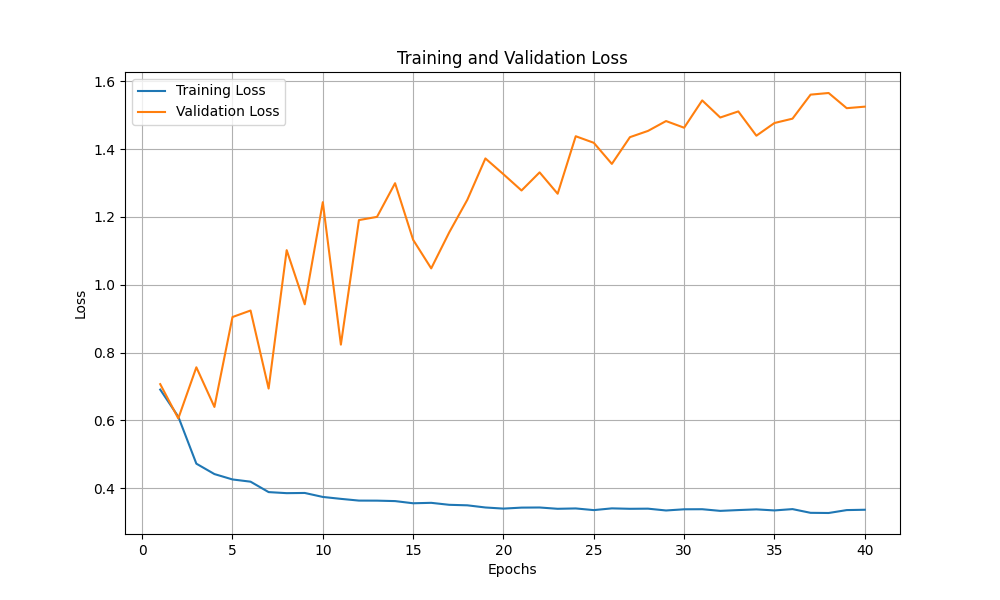 Training and Validation Loss
Training Loss
Validation Loss
1.6
1.4
1.2
1.0
0.8
0.6
0.4
Loss
0 5 10 15 20 25 30 35 40
Epochs